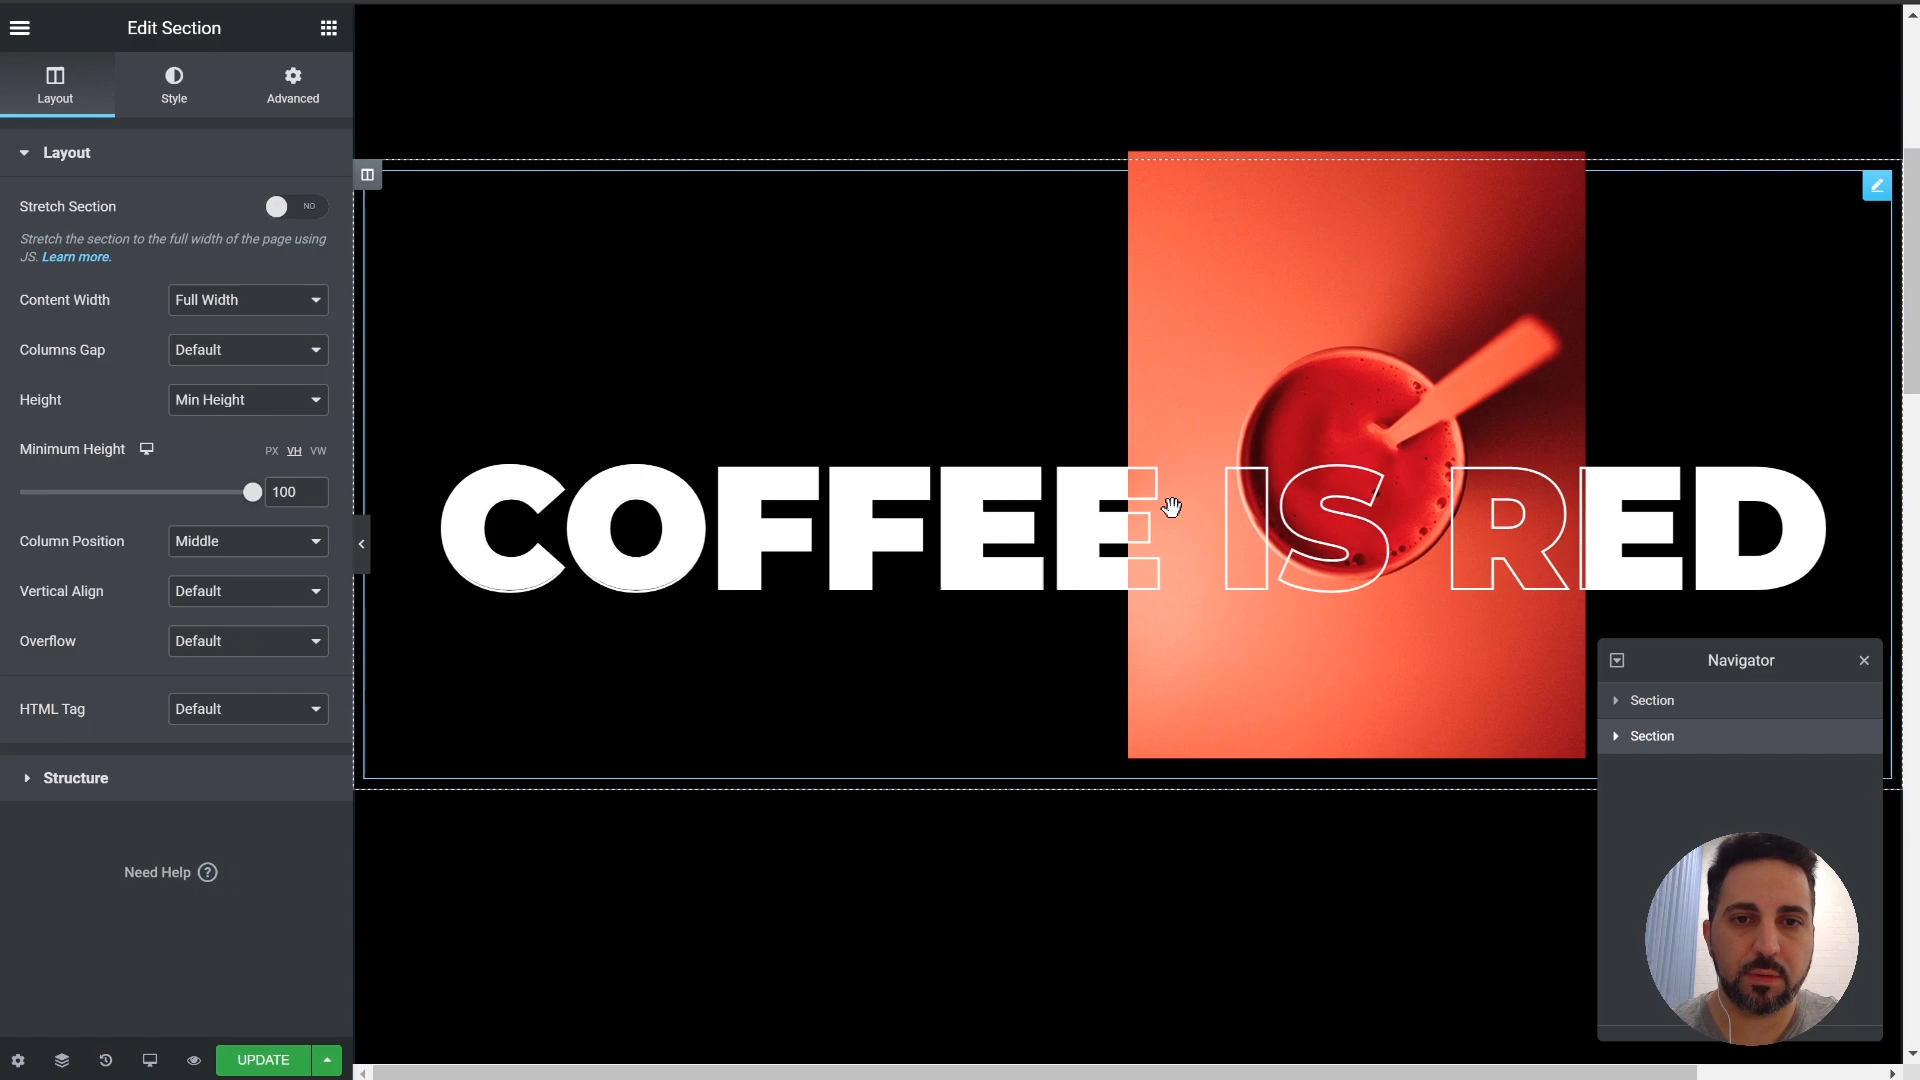 Edit Section
Layout
Style
Advanced
Layout
Stretch Section
NO
Stretch the section to the full width of the page using
JS. Learn more.
Content Width
Full Width
Columns Gap
Default
Height
Min Height
Minimum Height
PX VH VW
100
Column Position
Middle
Vertical Align
Default
Overflow
Default
HTML Tag
Default
Structure
Need Help ?
UPDATE
COFFEE IS RED
Navigator
Section
Section